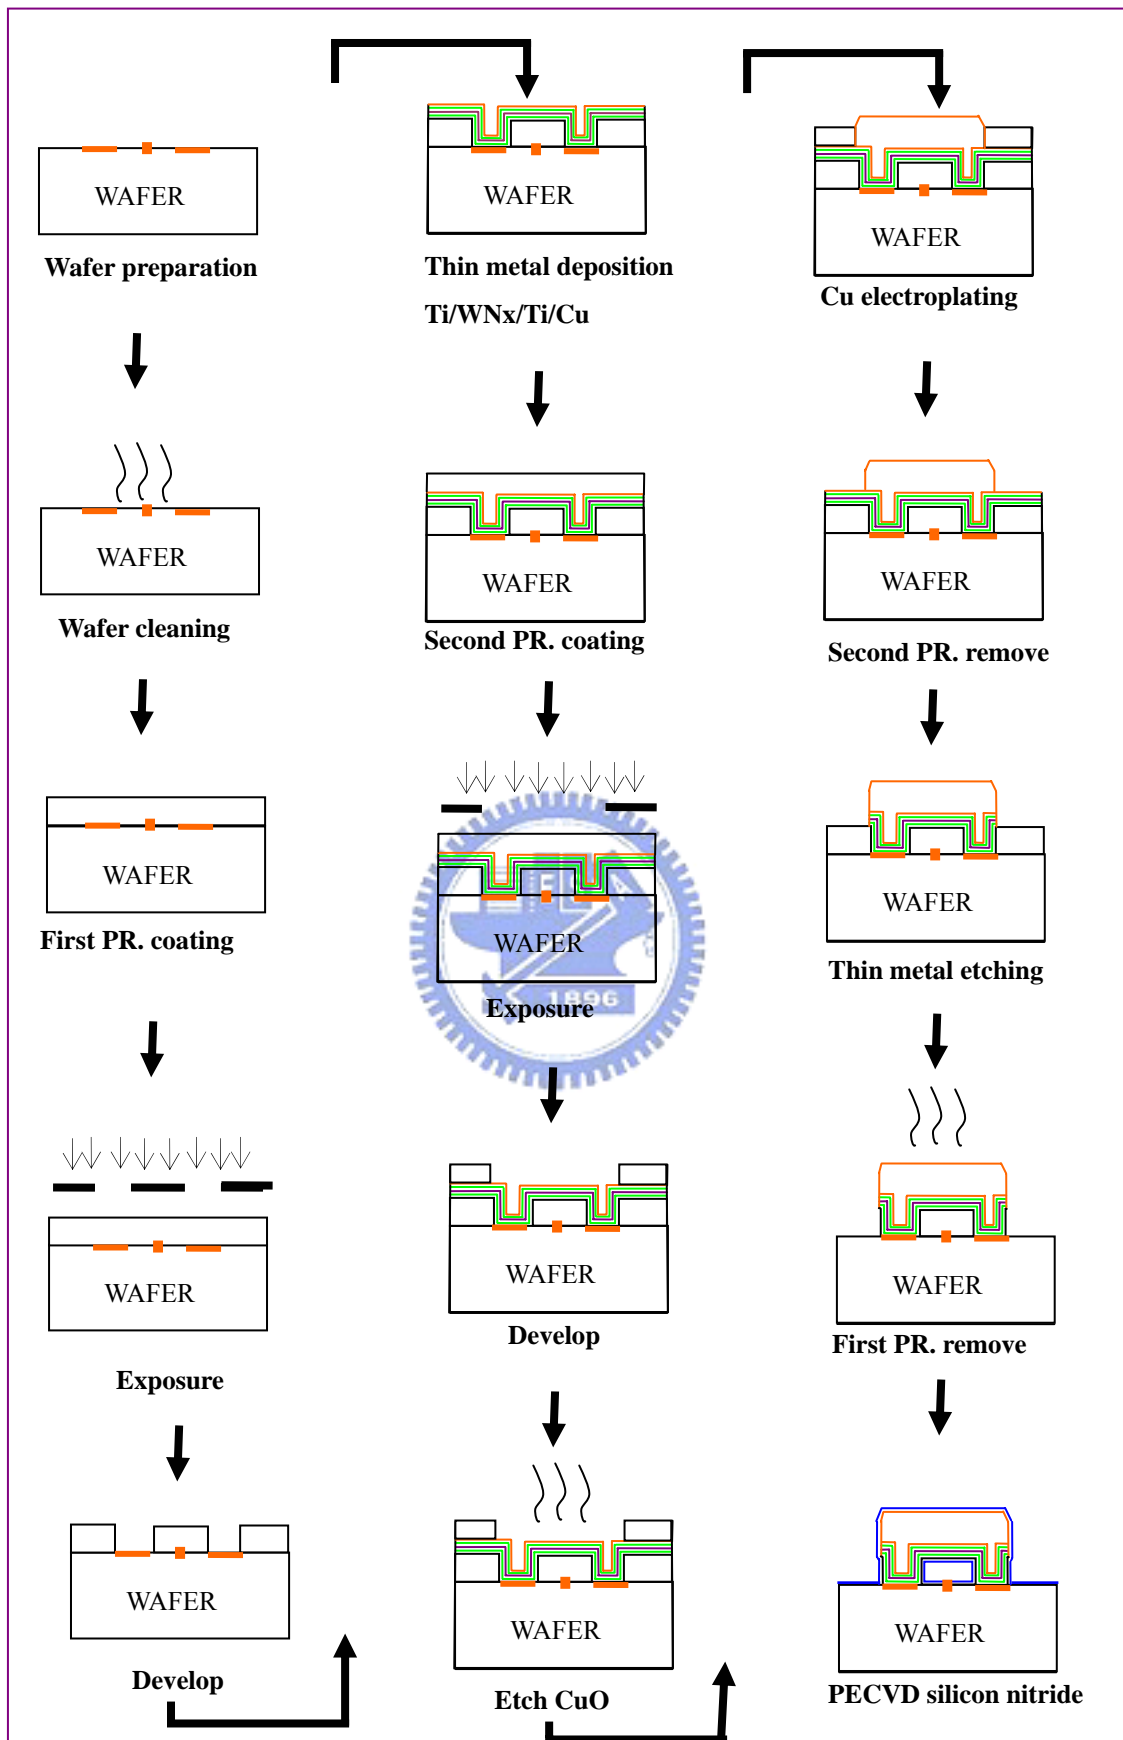 WAFER
Wafer preparation
WAFER
Wafer cleaning
WAFER
First PR. coating
WAFER
Exposure
WAFER
Develop
WAFER
Thin metal deposition
Ti/WNx/Ti/Cu
WAFER
Second PR. coating
WAFER
1896
Exposure
WAFER
Develop
WAFER
Etch CuO
WAFER
Cu electroplating
WAFER
Second PR. remove
WAFER
Thin metal etching
WAFER
First PR. remove
WAFER
PECVD silicon nitride